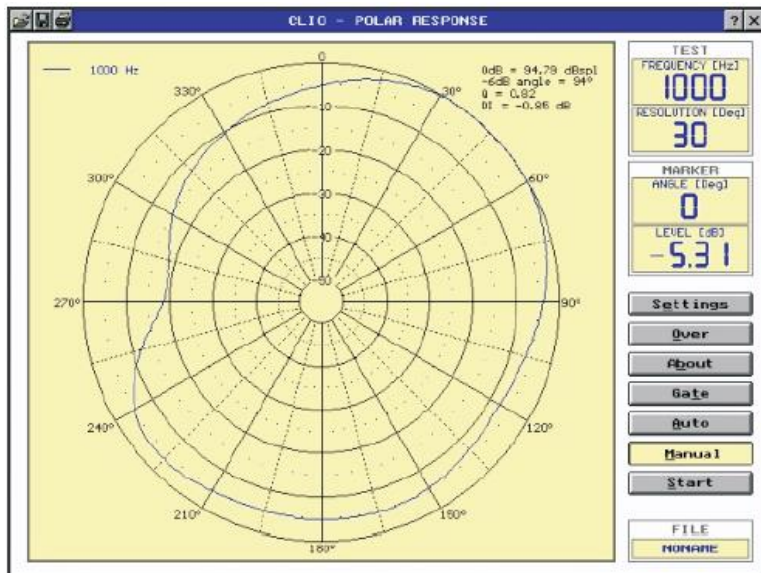 CLIO - POLAR RESPONSE
? X
1000 Hz
0dB = 94.79 dBspl
-6dB angle = 94°
Q = 0.82
DI = -0.86 dB
0
330°
30°
-10
-20
300°
60°
-30
-40
-50
270°
90°
240°
120°
210°
150°
180°
TEST
FREQUENCY [Hz]
1000
RESOLUTION [Deg]
30
MARKER
ANGLE [Deg]
0
LEVEL [dB]
-5.31
Settings
Over
About
Gate
Auto
Manual
Start
FILE
NONAME